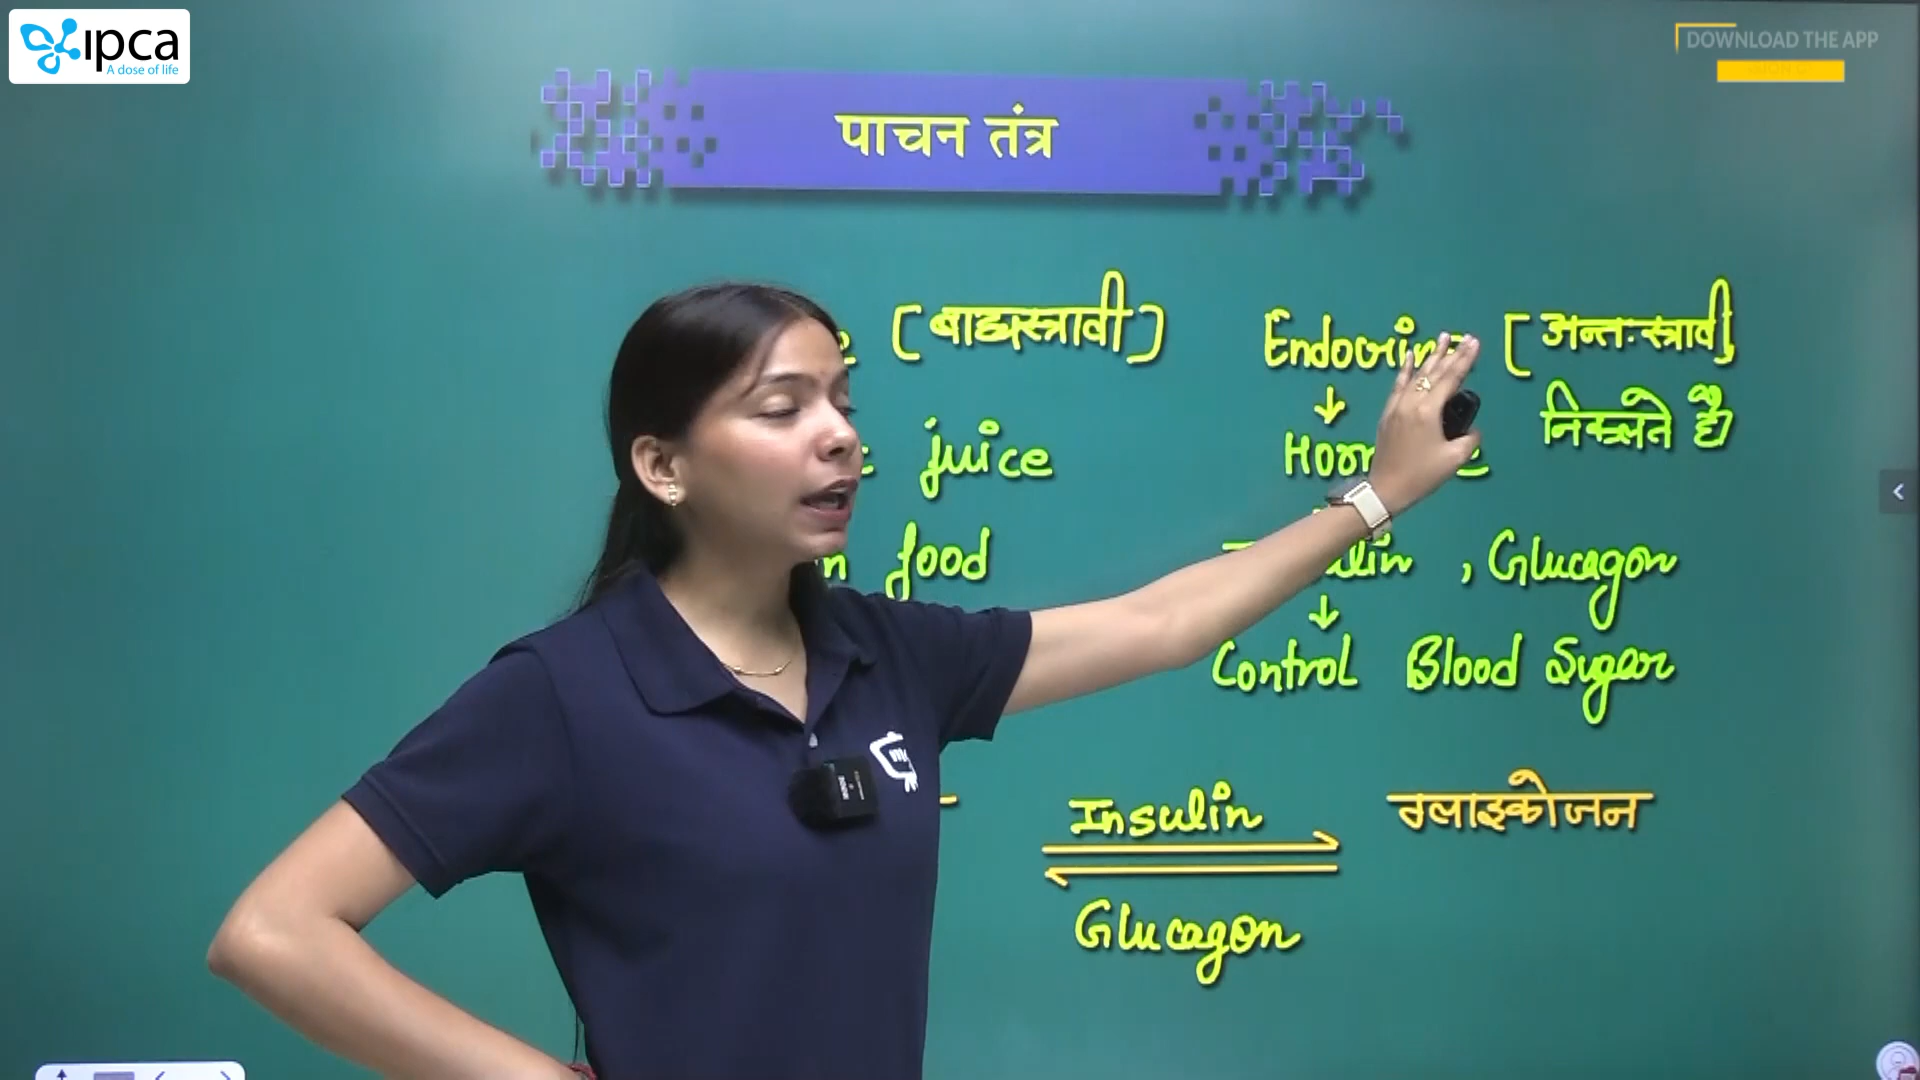 ipca
A dose of life
DOWNLOAD THE APP
पाचन तंत्र
[बाह्यस्त्रावी]
[अन्तःस्त्रावी]
juice
निकलते है
food
, Glucagon
Control Blood Sugar
Insulin
ग्लाइकोजन
Glucagon